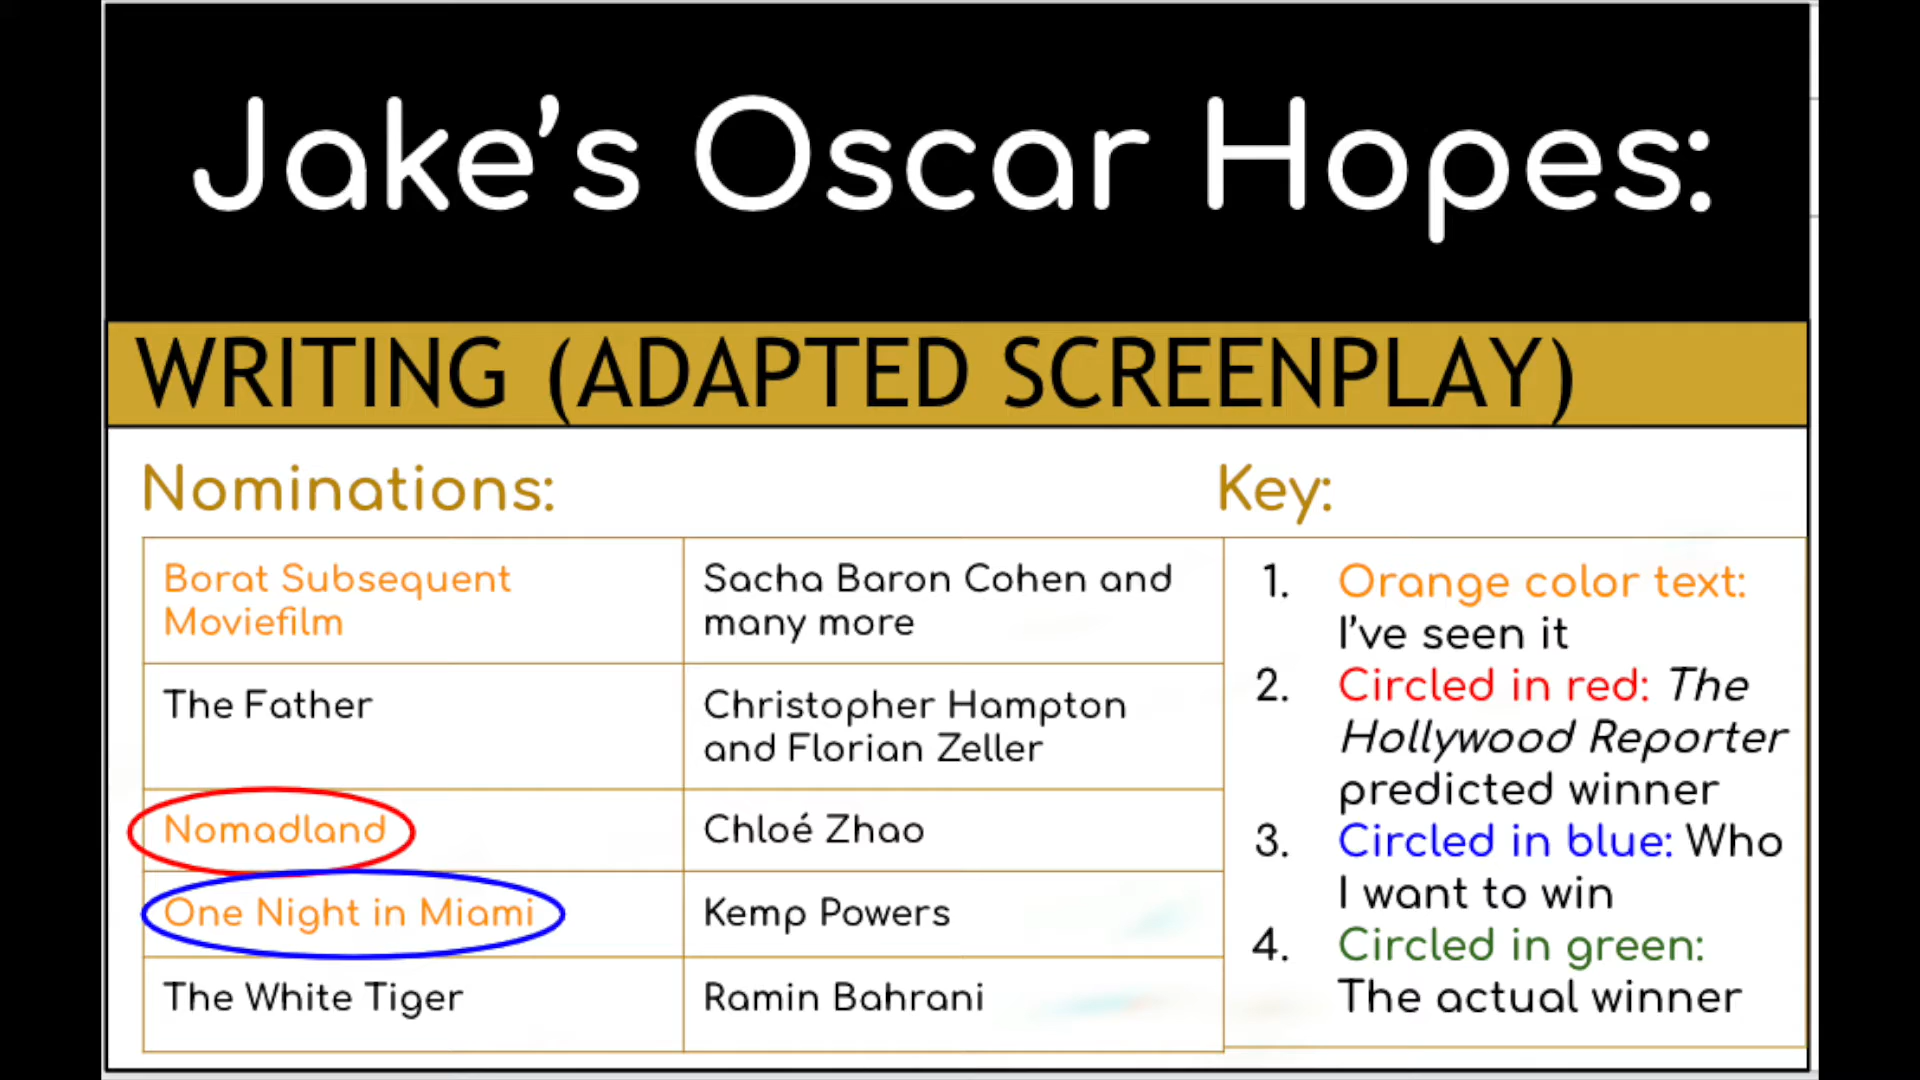 Jake’s Oscar Hopes:
WRITING (ADAPTED SCREENPLAY)
Nominations:
Borat Subsequent
Moviefilm
Sacha Baron Cohen and
many more
The Father
Christopher Hampton
and Florian Zeller
Nomadland
Chloé Zhao
One Night in Miami
Kemp Powers
The White Tiger
Ramin Bahrani
Key:
1. Orange color text:
I’ve seen it
2. Circled in red: The
Hollywood Reporter
predicted winner
3. Circled in blue: Who
I want to win
4. Circled in green:
The actual winner